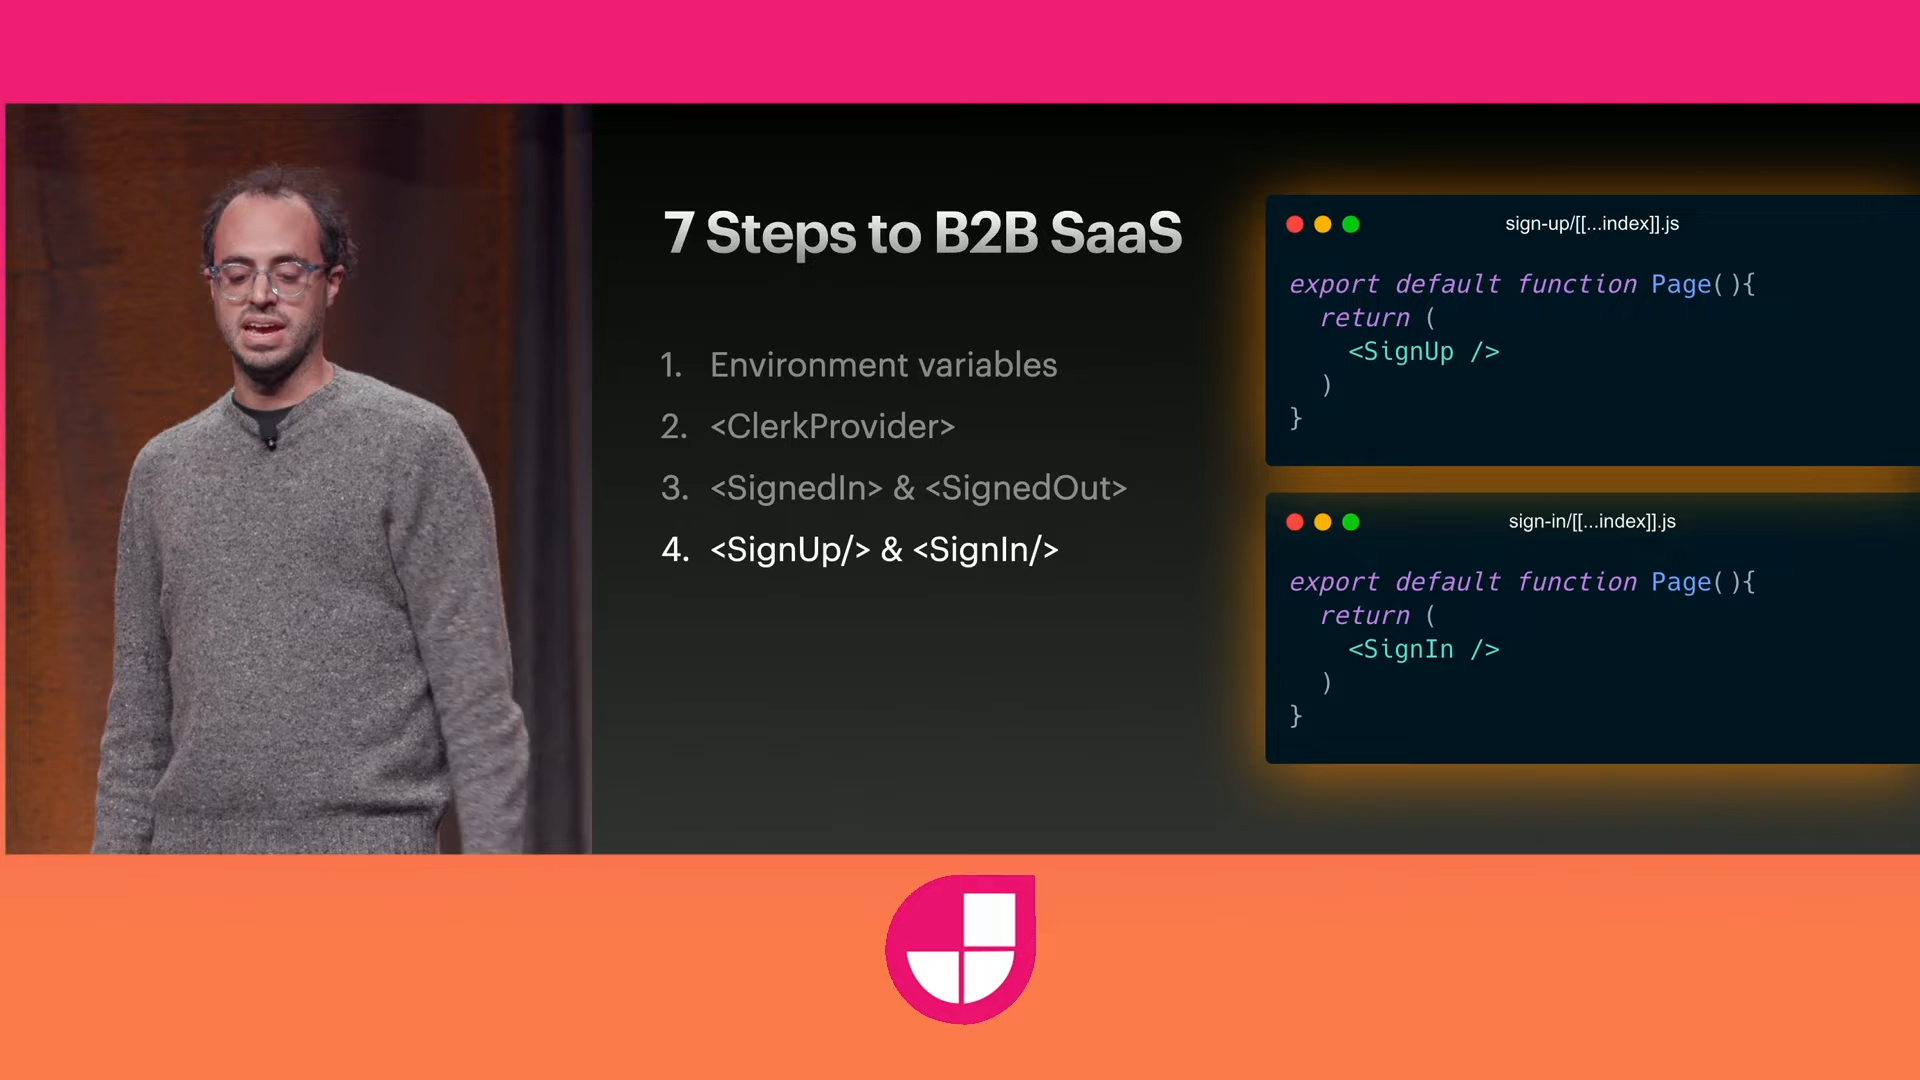 7 Steps to B2B SaaS
1. Environment variables
2. <ClerkProvider>
3. <SignedIn> & <SignedOut>
4. <SignUp/> & <SignIn/>
sign-up/[[...index]].js
export default function Page(){
return (
<SignUp />
)
}
sign-in/[[...index]].js
export default function Page(){
return (
<SignIn />
)
}